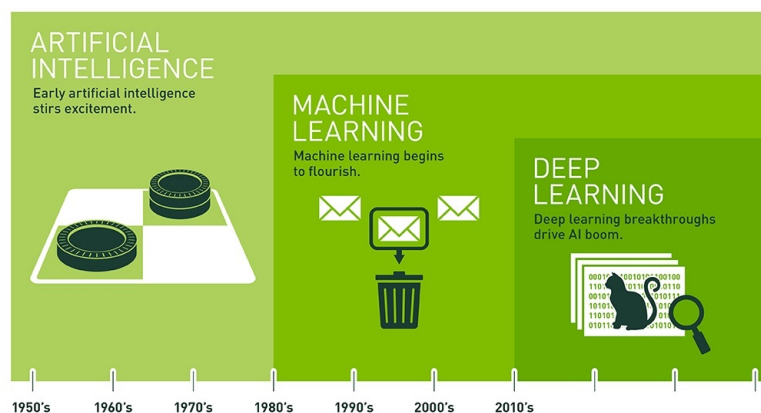 ARTIFICIAL
INTELLIGENCE
Early artificial intelligence
stirs excitement.
MACHINE
LEARNING
Machine learning begins
to flourish.
DEEP
LEARNING
Deep learning breakthroughs
drive AI boom.
1950's 1960's 1970's 1980's 1990's 2000's 2010's